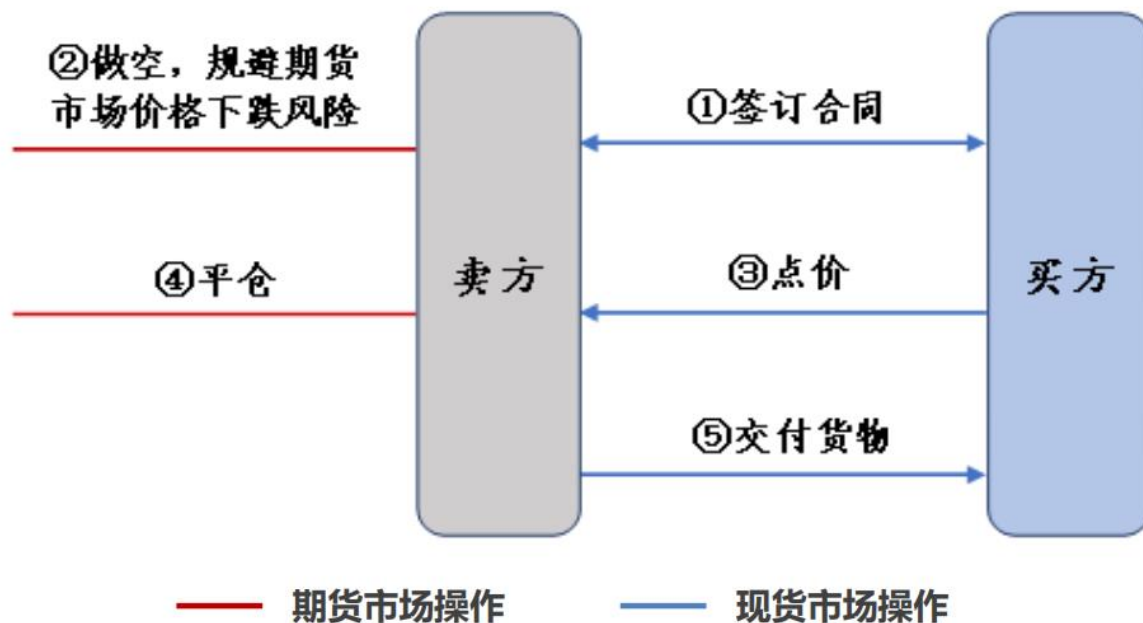 ②做空，规避期货
市场价格下跌风险
①签订合同
④平仓
卖方
③点价
买方
⑤交付货物
期货市场操作
现货市场操作